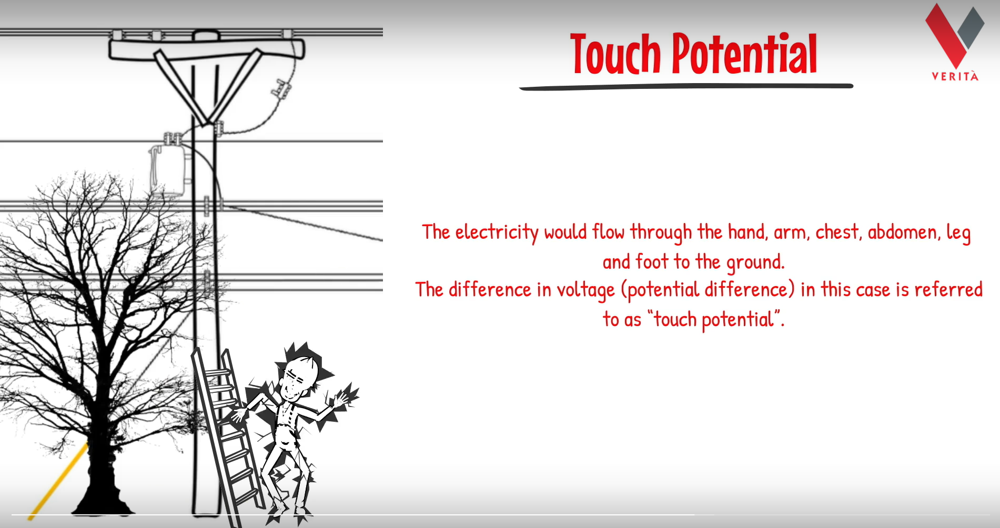 Touch Potential
VERITÀ
The electricity would flow through the hand, arm, chest, abdomen, leg
and foot to the ground.
The difference in voltage (potential difference) in this case is referred
to as “touch potential”.